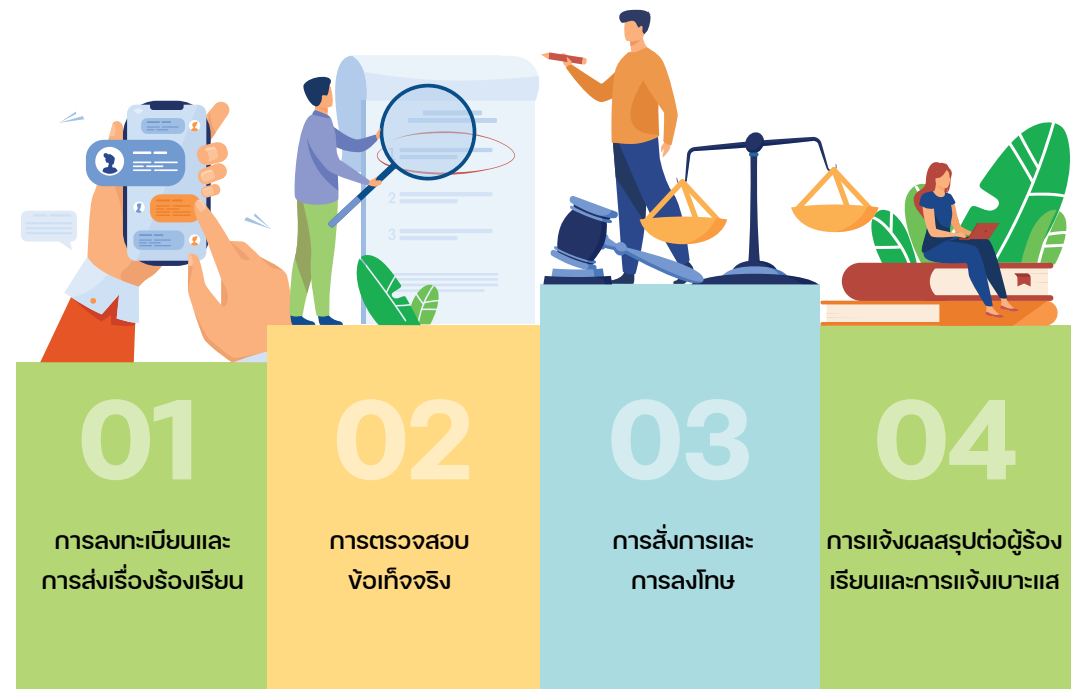 01
การลงทะเบียนและ
การส่งเรื่องร้องเรียน
02
การตรวจสอบ
ข้อเท็จจริง
2
3
03
การสั่งการและ
การลงโทษ
04
การแจ้งผลสรุปต่อผู้ร้อง
เรียนและการแจ้งเบาะแส